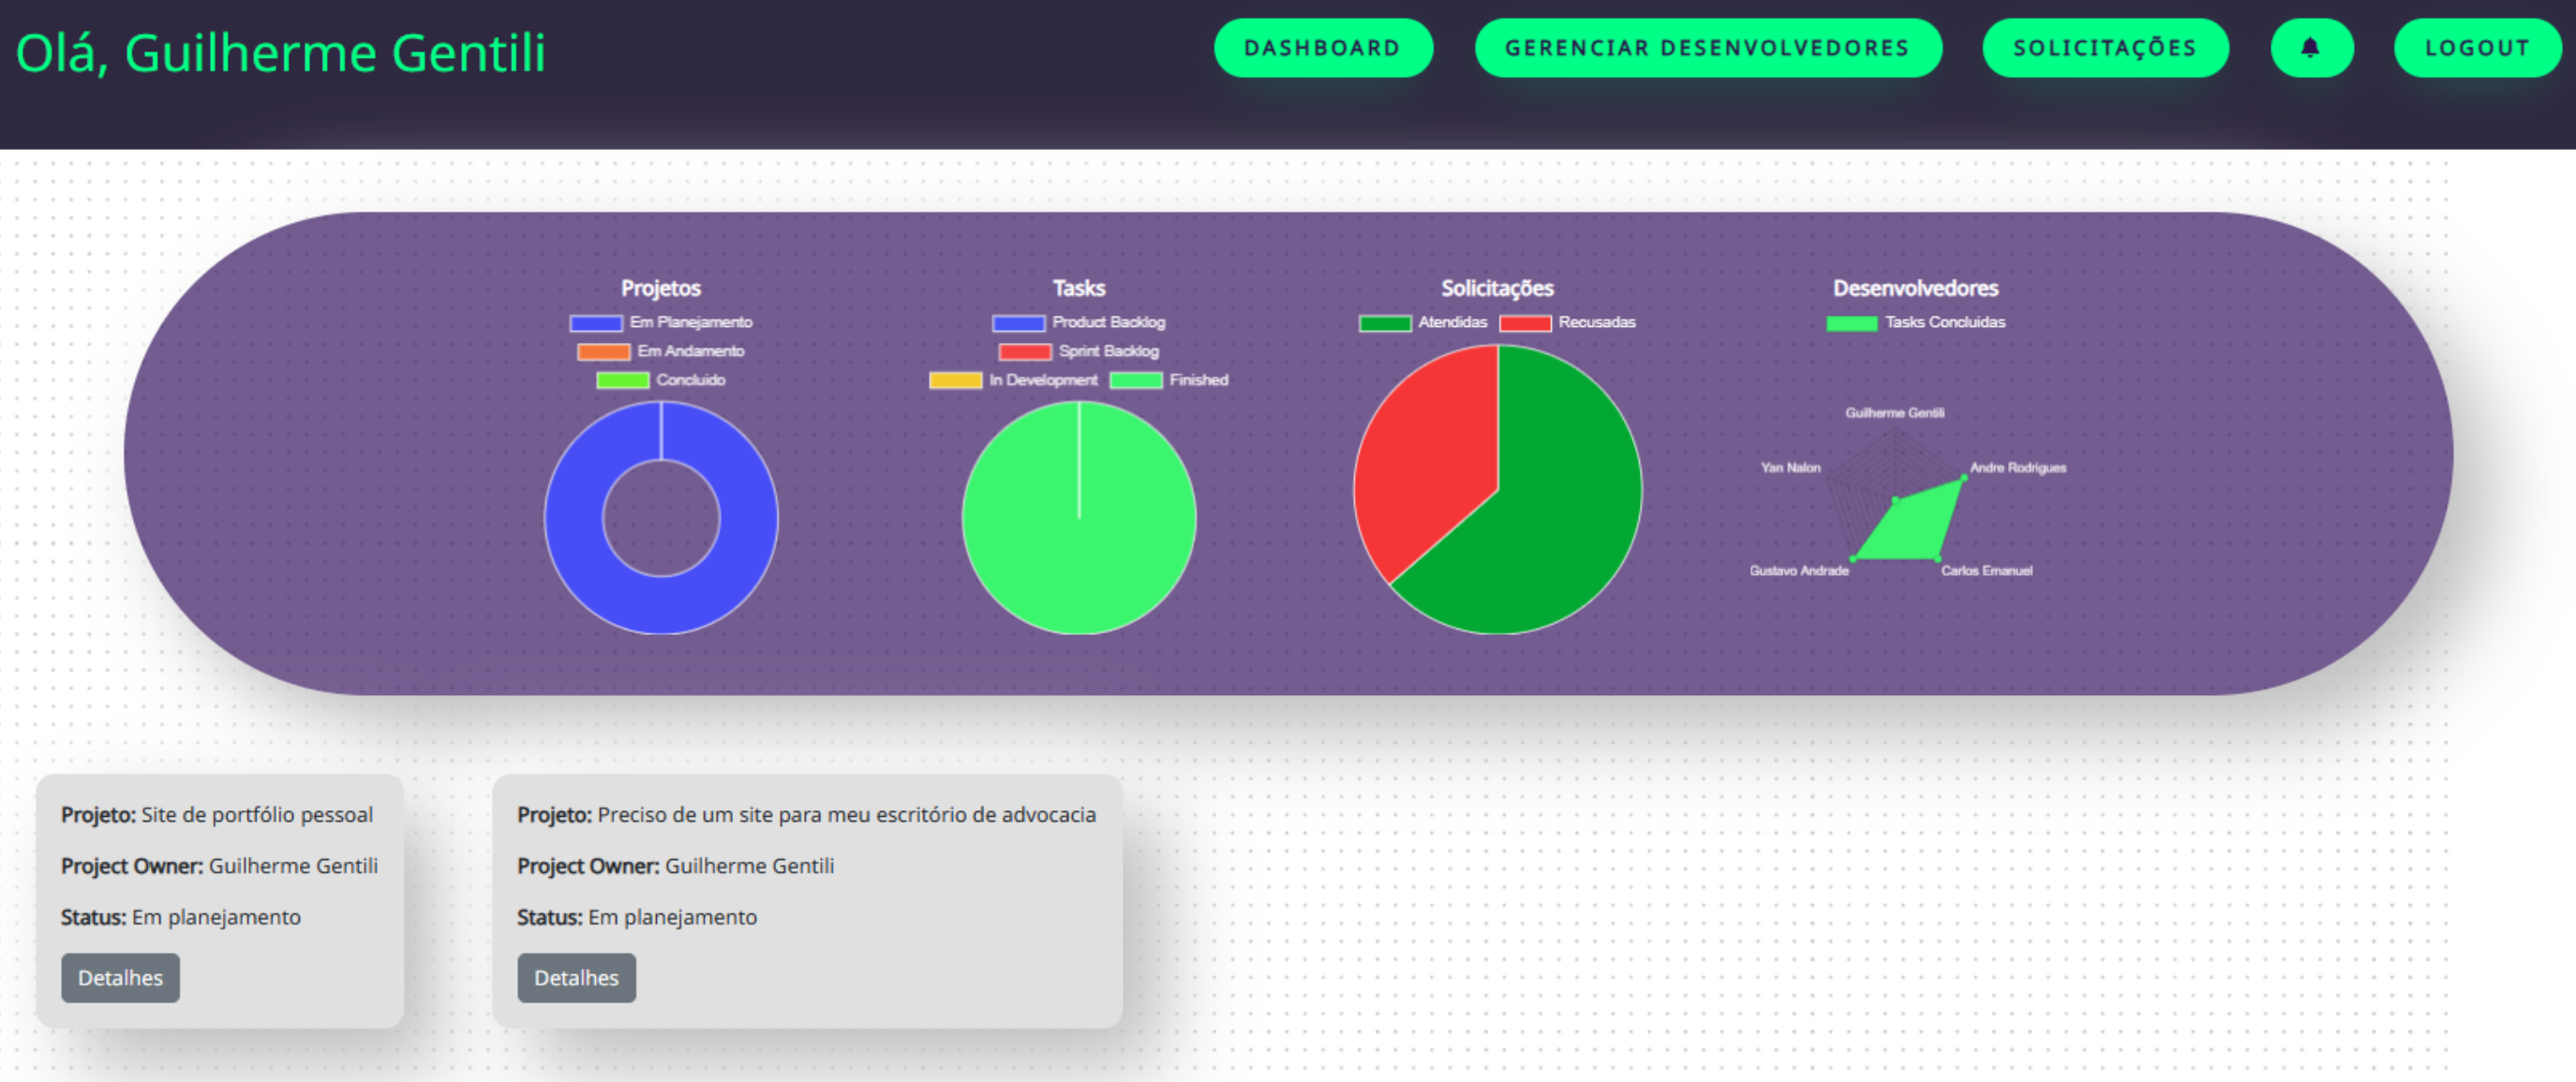 Olá, Guilherme Gentili
DASHBOARD
GERENCIAR DESENVOLVEDORES
SOLICITAÇÕES
LOGOUT
Projetos
Em Planejamento
Em Andamento
Concluido
Tasks
Product Backlog
Sprint Backlog
In Development Finished
Solicitações
Atendidas Recusadas
Desenvolvedores
Tasks Concluidas
Guilherme Gentili
Yan Nalon
Andre Rodrigues
Gustavo Andrade
Carlos Emanuel
Projeto: Site de portfólio pessoal
Project Owner: Guilherme Gentili
Status: Em planejamento
Detalhes
Projeto: Preciso de um site para meu escritório de advocacia
Project Owner: Guilherme Gentili
Status: Em planejamento
Detalhes